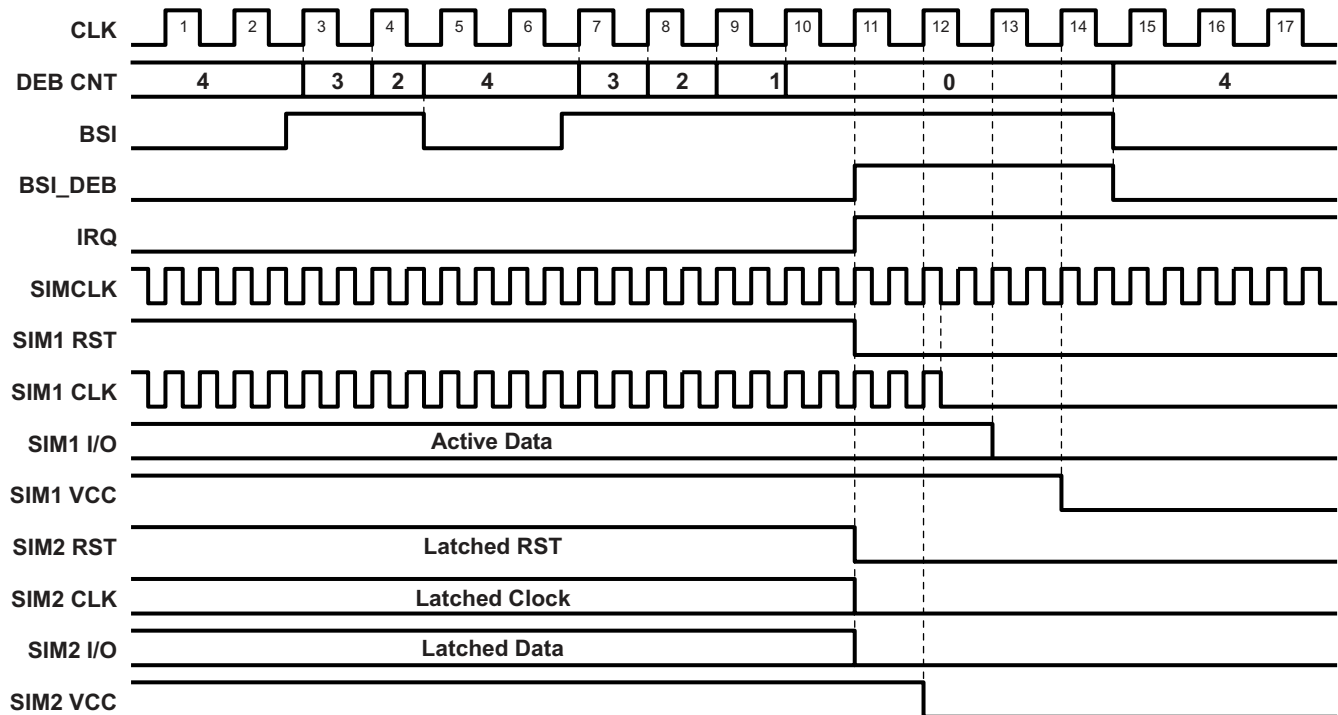 CLK 1 2 3 4 5 6 7 8 9 10 11 12 13 14 15 16 17
DEB CNT 4 3 2 4 3 2 1 0 4
BSI
BSI_DEB
IRQ
SIMCLK
SIM1 RST
SIM1 CLK
SIM1 I/O Active Data
SIM1 VCC
SIM2 RST Latched RST
SIM2 CLK Latched Clock
SIM2 I/O Latched Data
SIM2 VCC